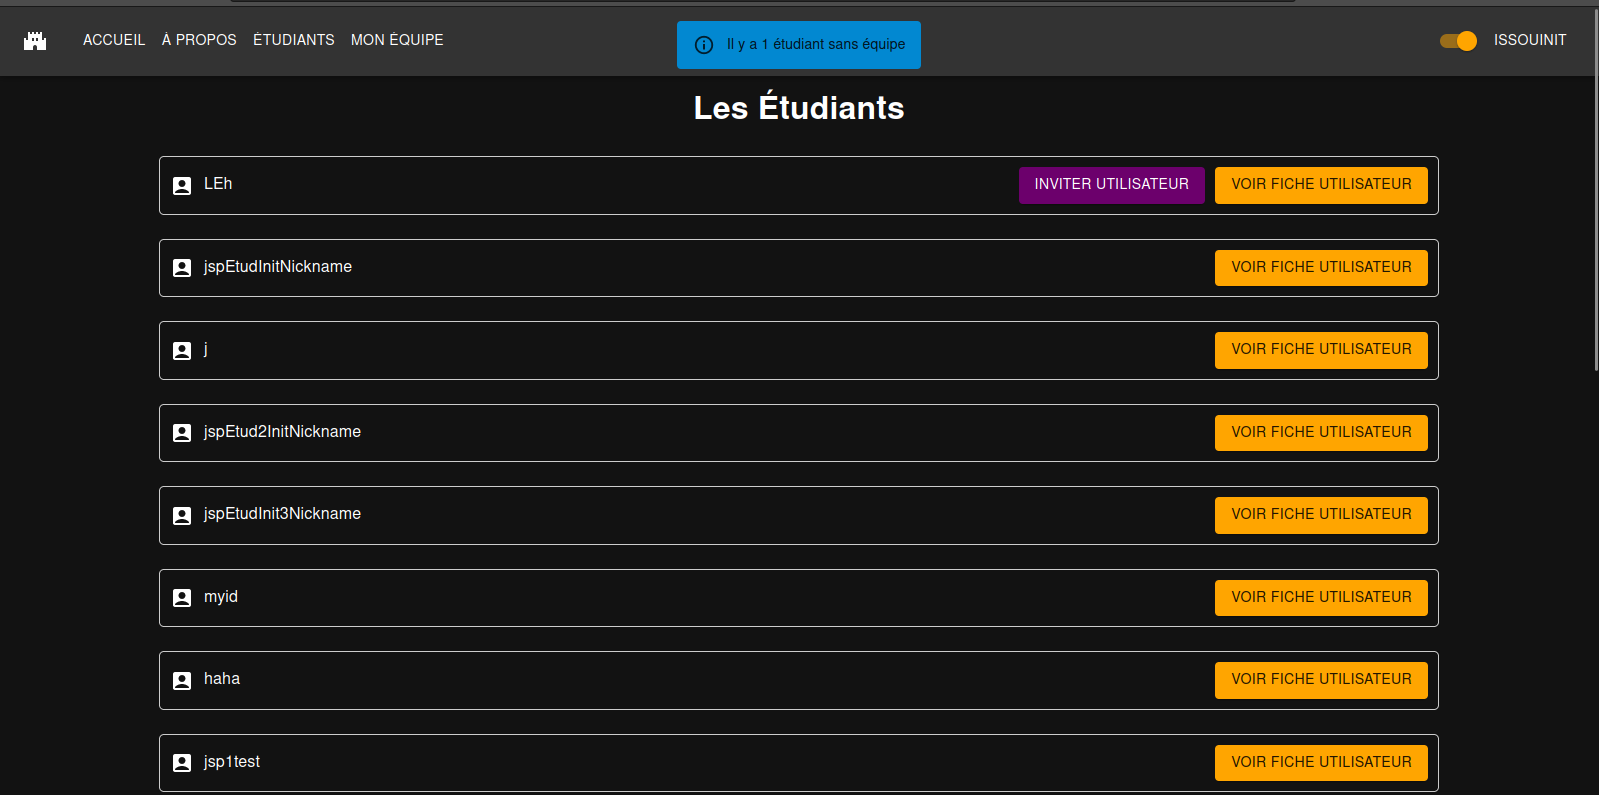 ACCUEIL À PROPOS ÉTUDIANTS MON ÉQUIPE
Il y a 1 étudiant sans équipe
ISSOUINIT
Les Étudiants
LEh INVITER UTILISATEUR VOIR FICHE UTILISATEUR
jspEtudInitNickname VOIR FICHE UTILISATEUR
j VOIR FICHE UTILISATEUR
jspEtud2InitNickname VOIR FICHE UTILISATEUR
jspEtudInit3Nickname VOIR FICHE UTILISATEUR
myid VOIR FICHE UTILISATEUR
haha VOIR FICHE UTILISATEUR
jsp1test VOIR FICHE UTILISATEUR